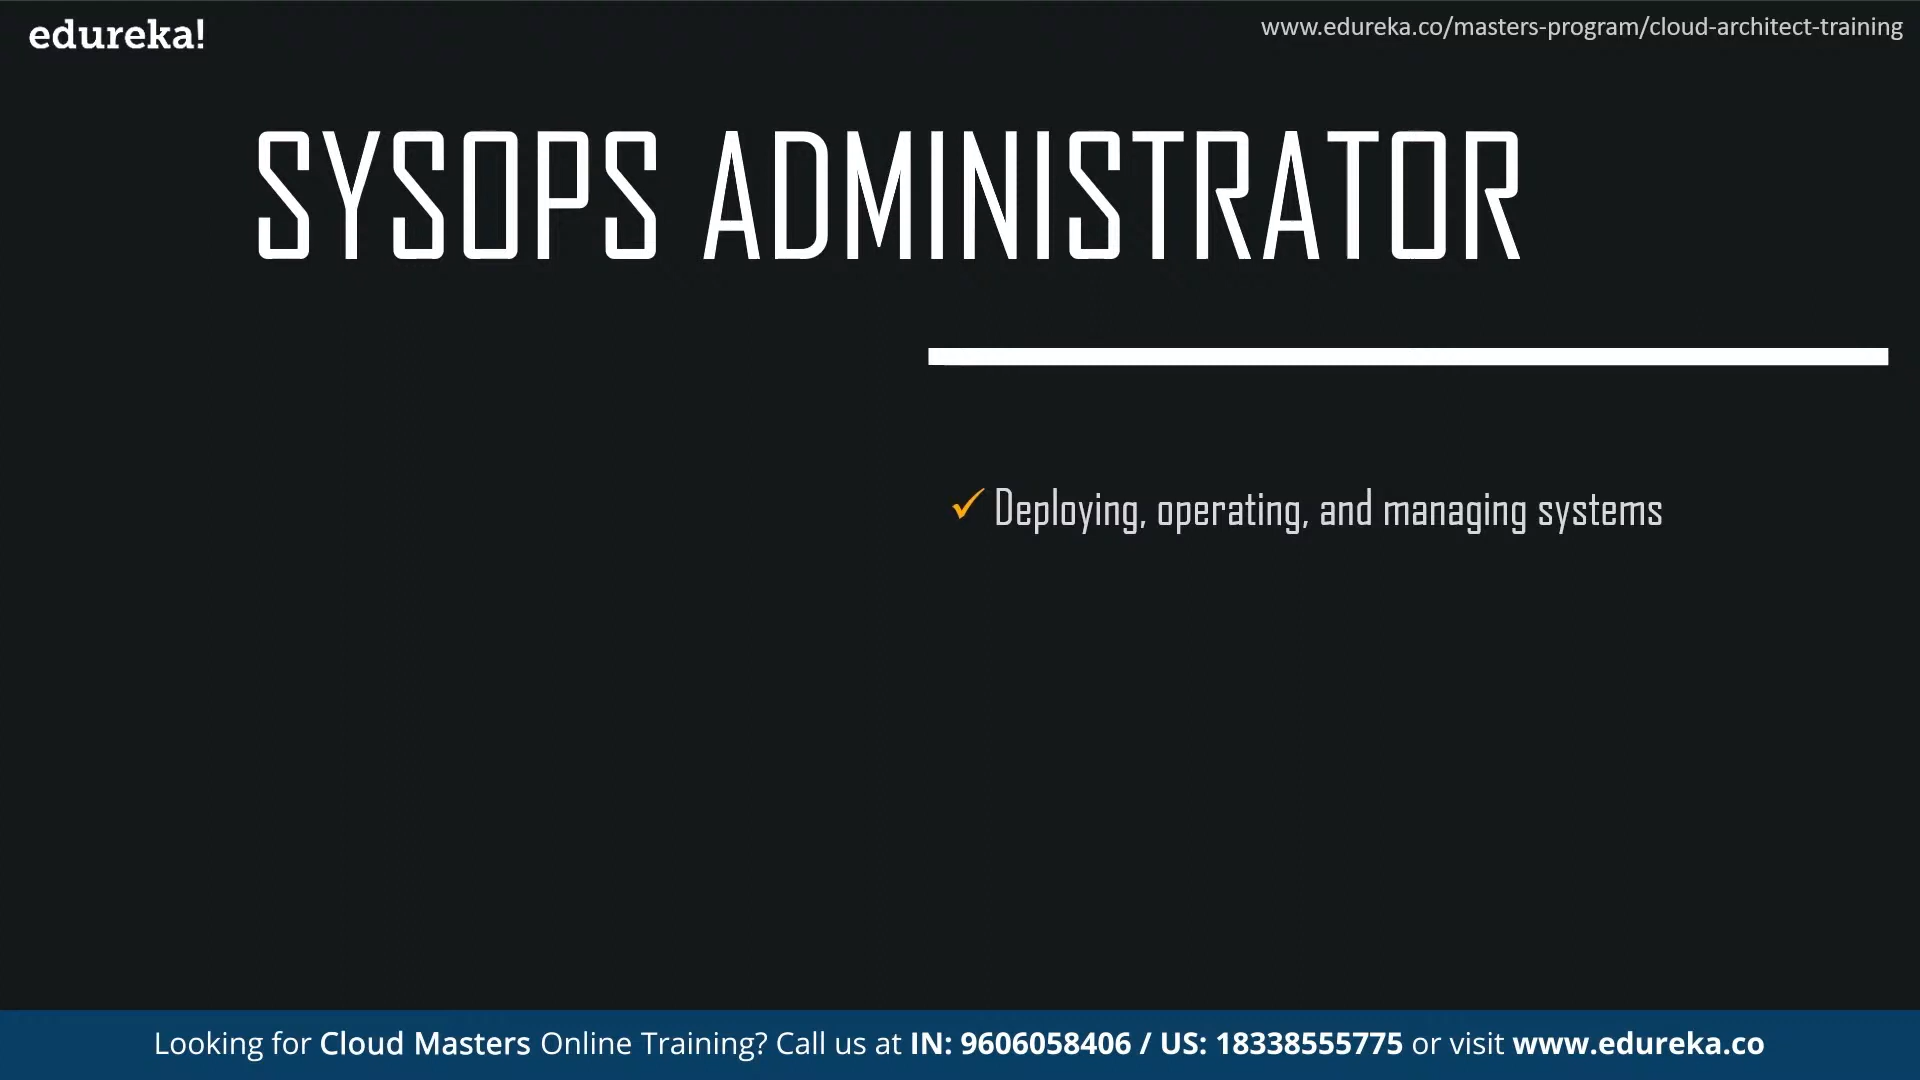 edureka!
www.edureka.co/masters-program/cloud-architect-training
SYSOPS ADMINISTRATOR
✓ Deploying, operating, and managing systems
Looking for Cloud Masters Online Training? Call us at IN: 9606058406 / US: 18338555775 or visit www.edureka.co